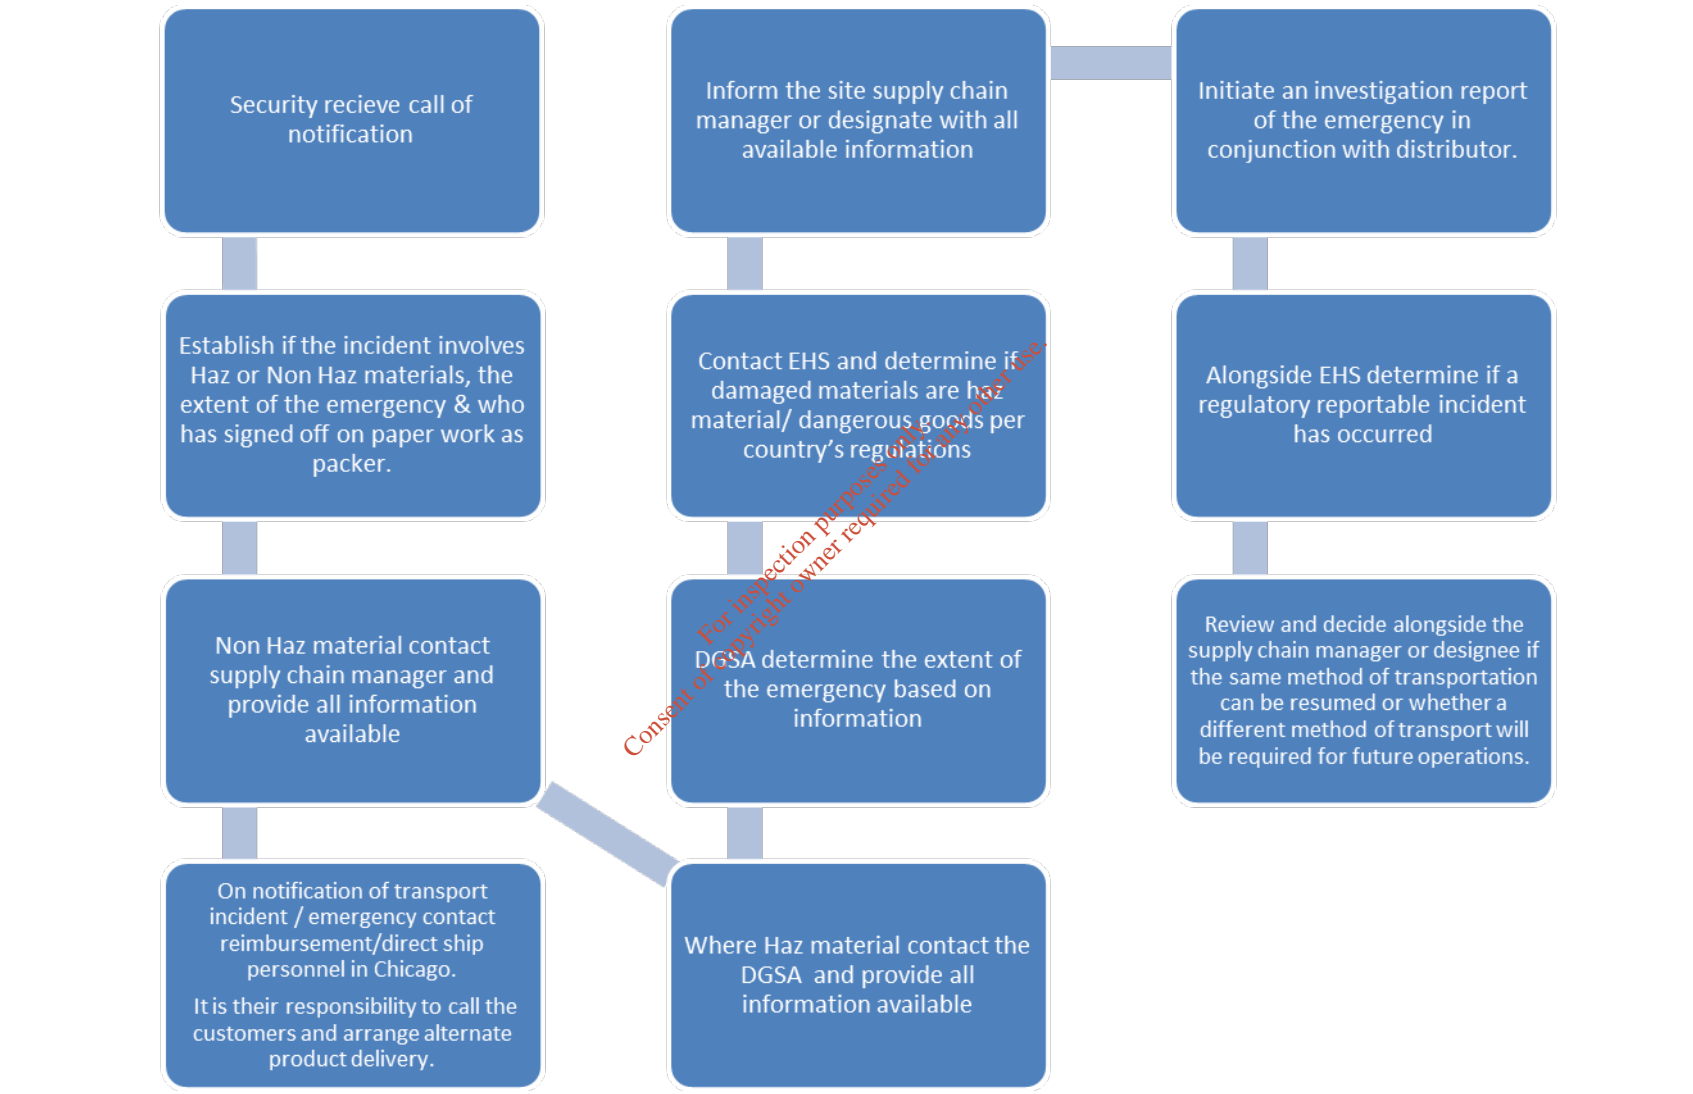 Security recieve call of
notification
Establish if the incident involves
Haz or Non Haz materials, the
extent of the emergency & who
has signed off on paper work as
packer.
Non Haz material contact
supply chain manager and
provide all information
available
On notification of transport
incident / emergency contact
reimbursement/direct ship
personnel in Chicago.
It is their responsibility to call the
customers and arrange alternate
product delivery.
Where Haz material contact the
DGSA and provide all
information available
DGSA determine the extent of
the emergency based on
information
Contact EHS and determine if
damaged materials are haz
material/ dangerous goods per
country’s regulations
Inform the site supply chain
manager or designate with all
available information
Initiate an investigation report
of the emergency in
conjunction with distributor.
Alongside EHS determine if a
regulatory reportable incident
has occurred
Review and decide alongside the
supply chain manager or designee if
the same method of transportation
can be resumed or whether a
different method of transport will
be required for future operations.
For inspection purposes only.
Consent of copyright owner required for any other use.